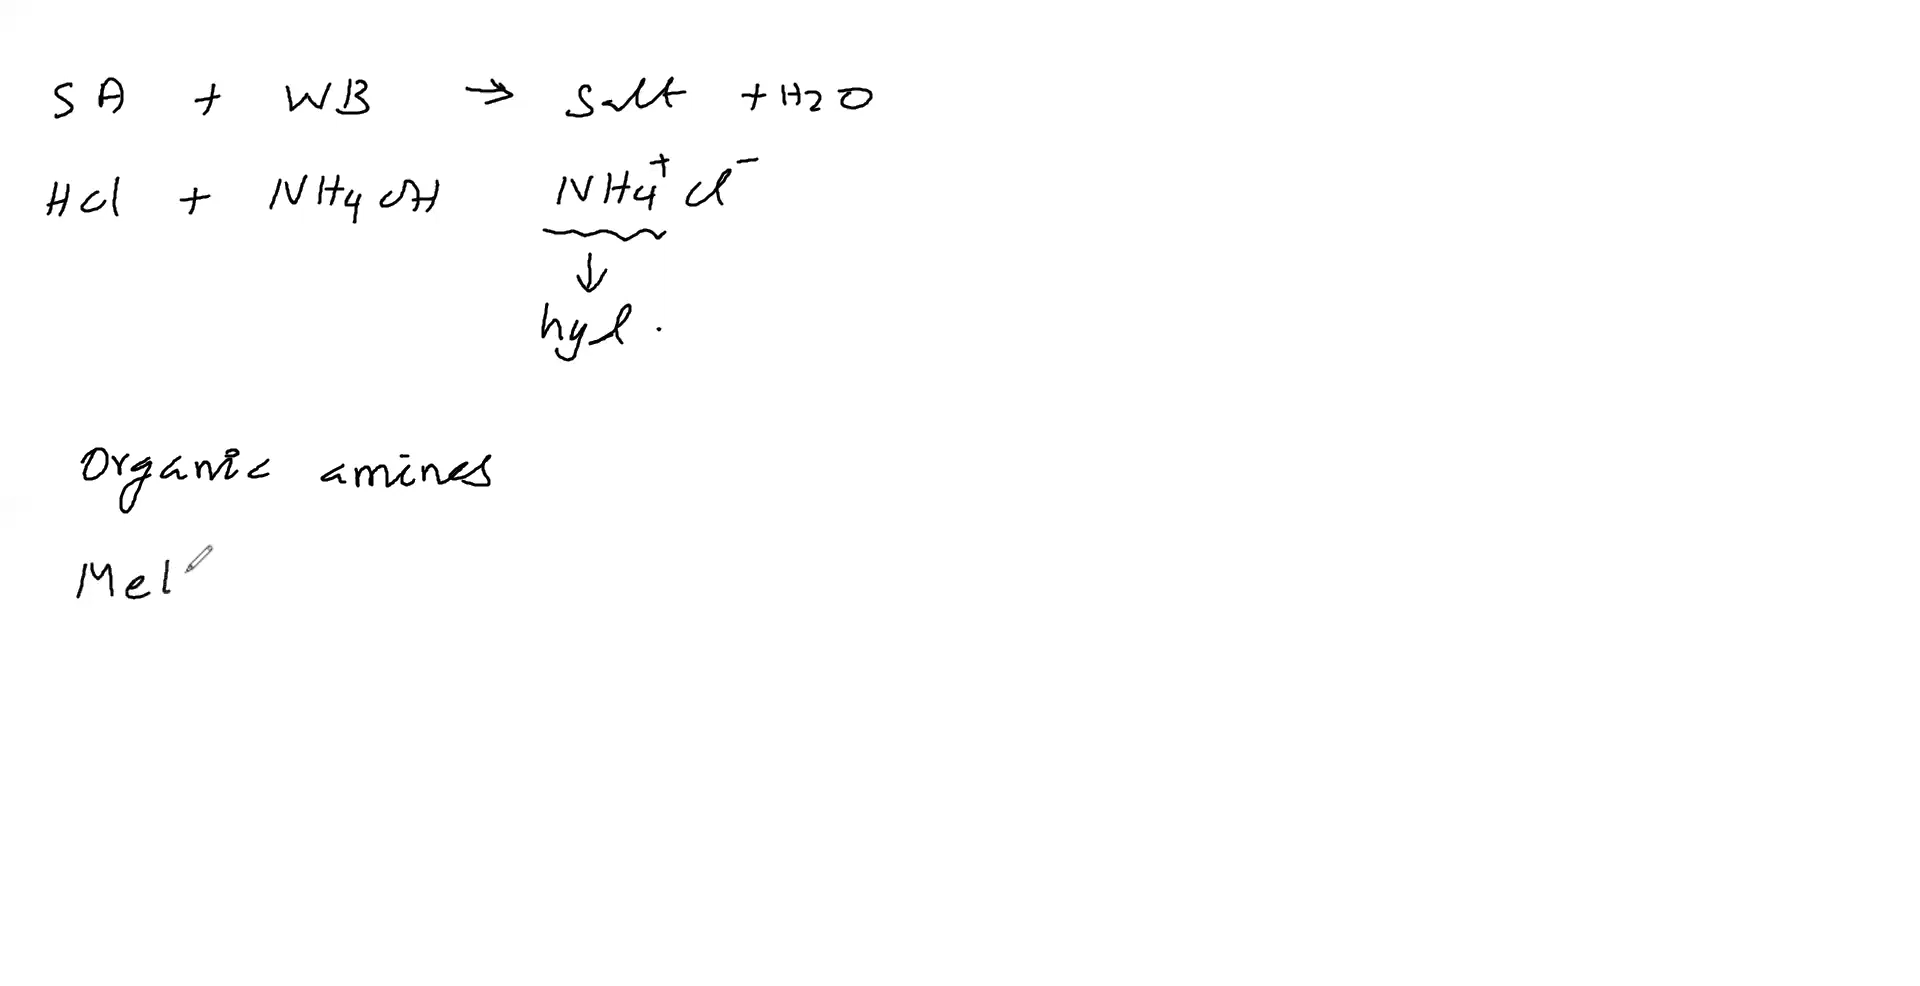 SA + WB → Salt + H2O
HCl + NH4OH NH4⁺ Cl⁻
↓
hyd.
Organic amines
Mel